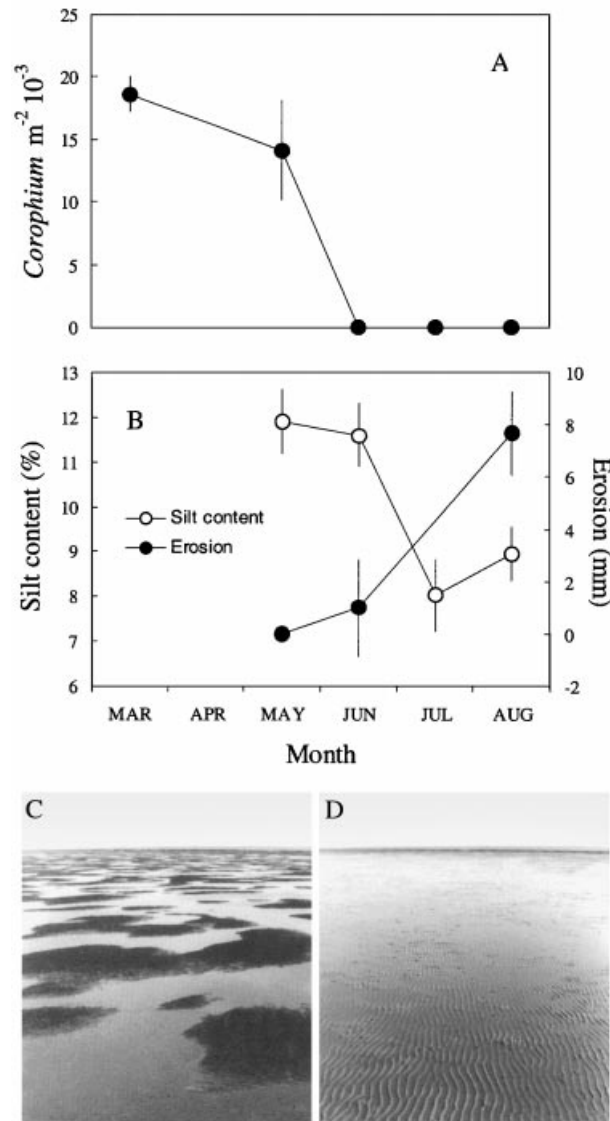 A
25
20
15
10
5
0
Corophium m⁻² 10⁻³
B
13
12
11
10
9
8
7
6
Silt content (%)
Silt content
Erosion
10
8
6
4
2
0
-2
Erosion (mm)
MAR APR MAY JUN JUL AUG
Month
C
D